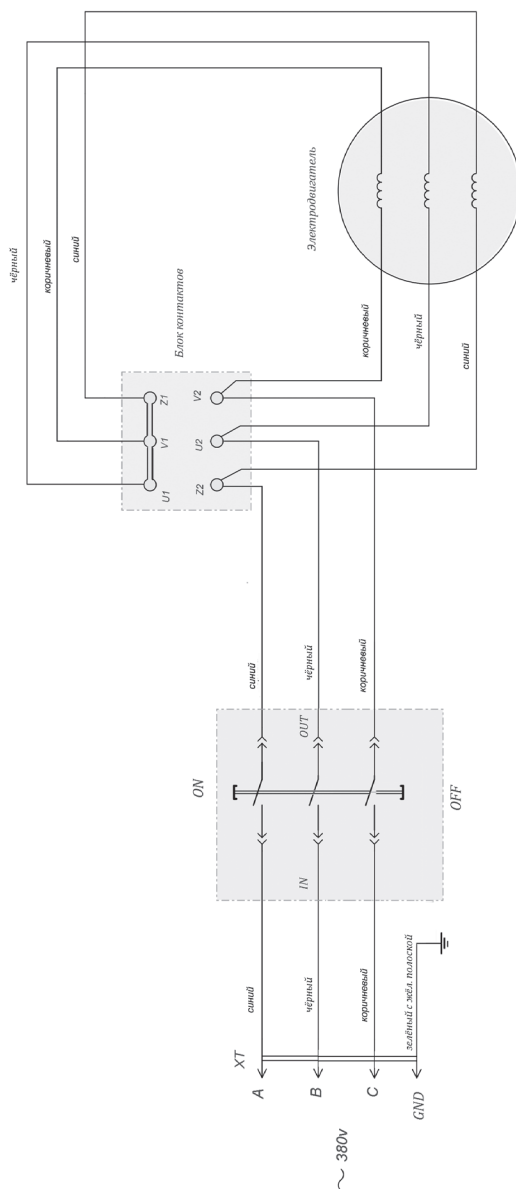 чёрный
коричневый
синий
Электродвигатель
Блок контактов
коричневый
чёрный
синий
Z1
V1
U1
V2
U2
Z2
синий
чёрный
коричневый
ON
OUT
IN
OFF
синий
чёрный
коричневый
зелёный с жёл. полоской
XT
A
B
C
GND
~ 380v